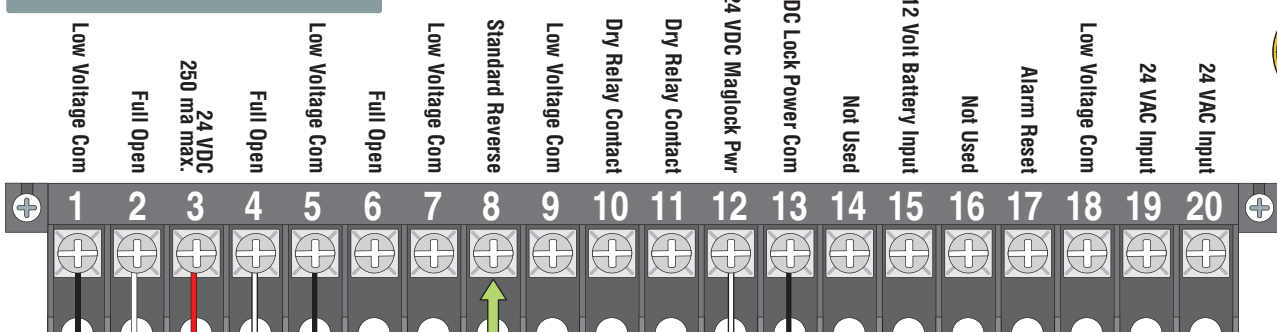 Low Voltage Com
Full Open
24 VDC
250 ma max.
Full Open
Low Voltage Com
Full Open
Low Voltage Com
Standard Reverse
Low Voltage Com
Dry Relay Contact
Dry Relay Contact
24 VDC Maglock Pwr
DC Lock Power Com
Not Used
12 Volt Battery Input
Not Used
Alarm Reset
Low Voltage Com
24 VAC Input
24 VAC Input
1 2 3 4 5 6 7 8 9 10 11 12 13 14 15 16 17 18 19 20